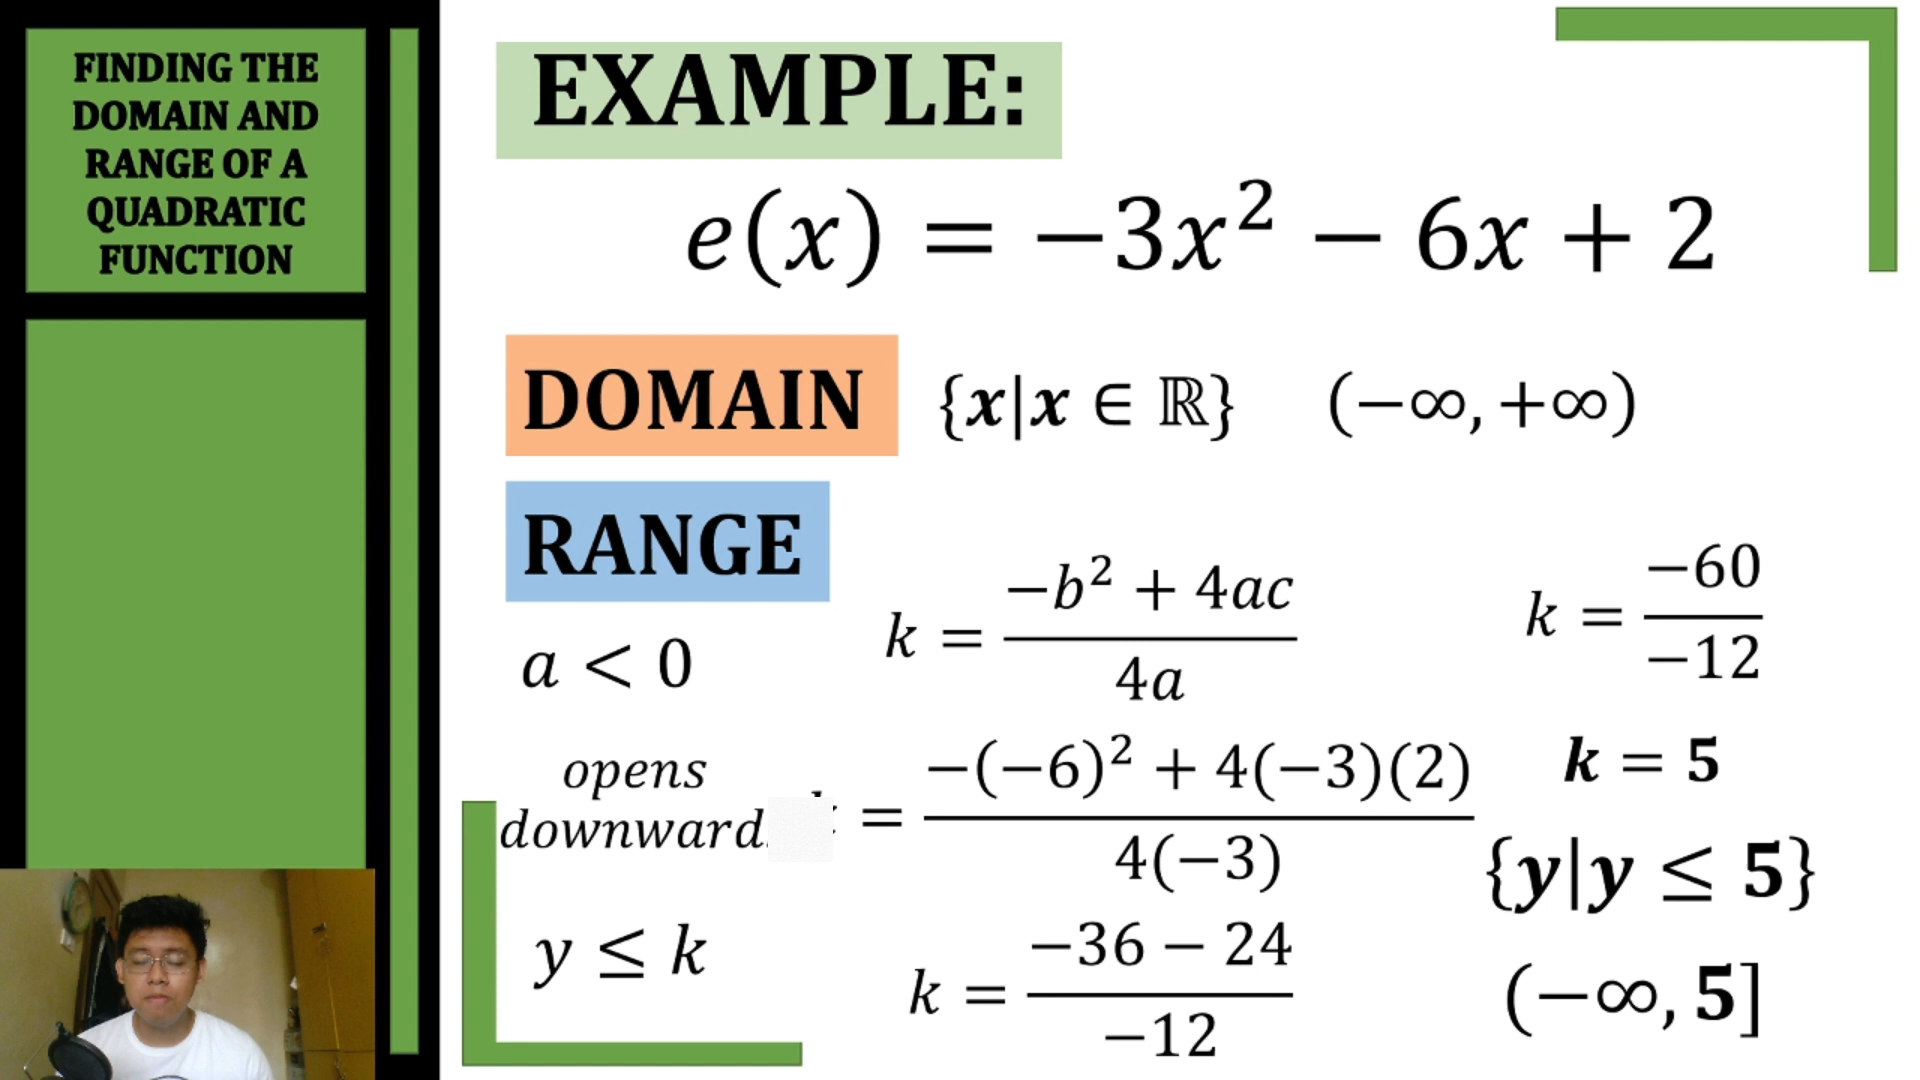 FINDING THE
DOMAIN AND
RANGE OF A
QUADRATIC
FUNCTION
EXAMPLE:
e(x) = −3x² − 6x + 2
DOMAIN {x|x ∈ ℝ} (−∞, +∞)
RANGE
a < 0
opens
downward
y ≤ k
k = (−b² + 4ac)/(4a)
= (−(−6)² + 4(−3)(2))/(4(−3))
k = (−36 − 24)/(−12)
k = (−60)/(−12)
k = 5
{y|y ≤ 5}
(−∞, 5]